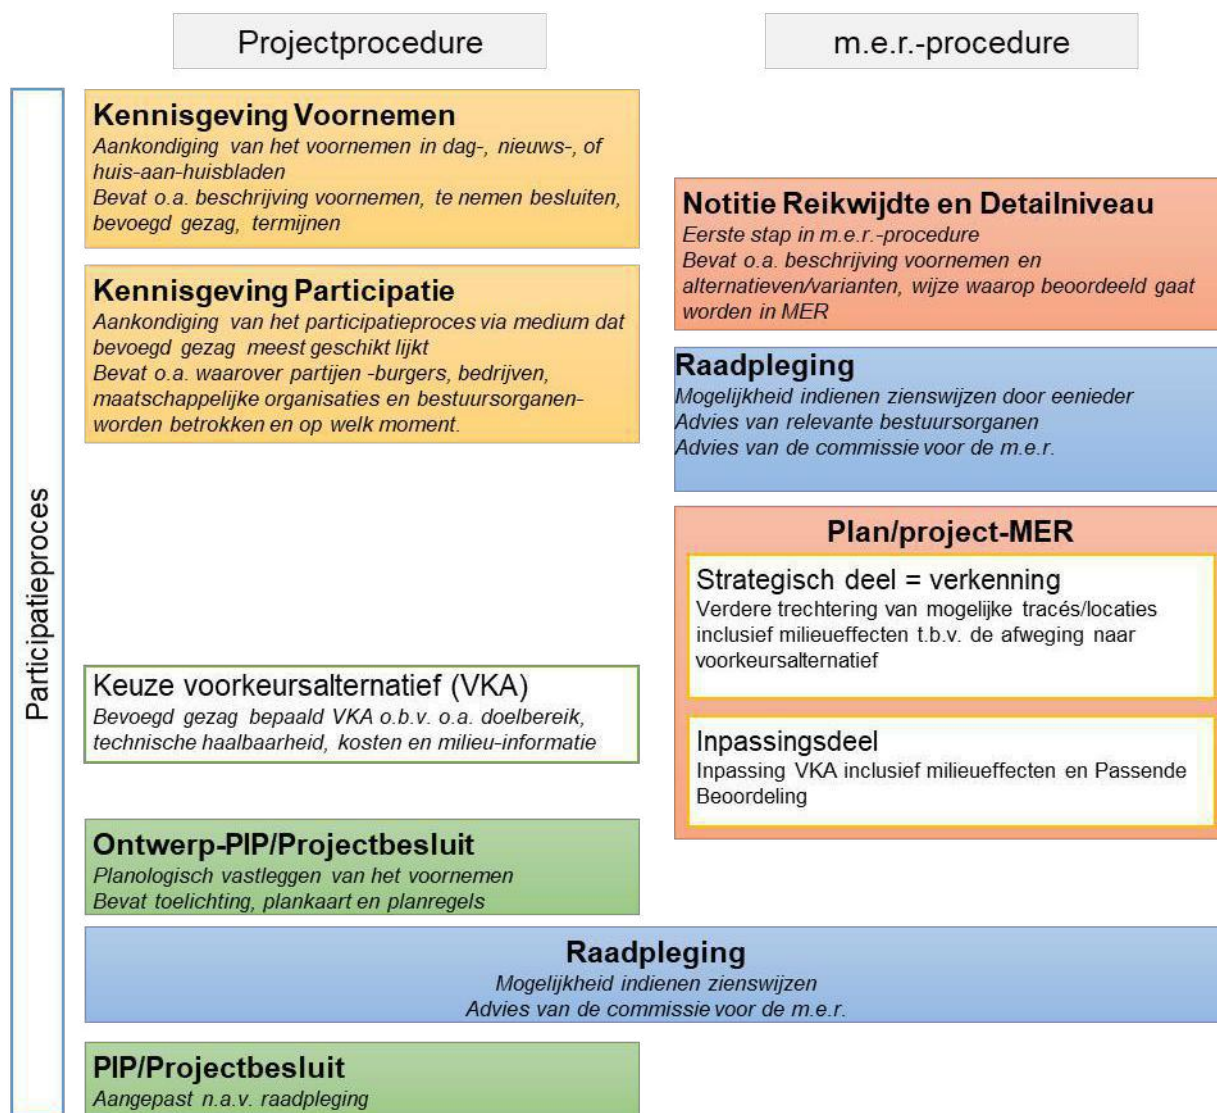 Projectprocedure
m.e.r.-procedure
Participatieproces
Kennisgeving Voornemen
Aankondiging van het voornemen in dag-, nieuws-, of
huis-aan-huisbladen
Bevat o.a. beschrijving voornemen, te nemen besluiten,
bevoegd gezag, termijnen
Kennisgeving Participatie
Aankondiging van het participatieproces via medium dat
bevoegd gezag meest geschikt lijkt
Bevat o.a. waarover partijen -burgers, bedrijven,
maatschappelijke organisaties en bestuursorganen-
worden betrokken en op welk moment.
Notitie Reikwijdte en Detailniveau
Eerste stap in m.e.r.-procedure
Bevat o.a. beschrijving voornemen en
alternatieven/varianten, wijze waarop beoordeeld gaat
worden in MER
Raadpleging
Mogelijkheid indienen zienswijzen door eenieder
Advies van relevante bestuursorganen
Advies van de commissie voor de m.e.r.
Plan/project-MER
Strategisch deel = verkenning
Verdere trechtering van mogelijke tracés/locaties
inclusief milieueffecten t.b.v. de afweging naar
voorkeursalternatief
Keuze voorkeursalternatief (VKA)
Bevoegd gezag bepaald VKA o.b.v. o.a. doelbereik,
technische haalbaarheid, kosten en milieu-informatie
Inpassingsdeel
Inpassing VKA inclusief milieueffecten en Passende
Beoordeling
Ontwerp-PIP/Projectbesluit
Planologisch vastleggen van het voornemen
Bevat toelichting, plankaart en planregels
Raadpleging
Mogelijkheid indienen zienswijzen
Advies van de commissie voor de m.e.r.
PIP/Projectbesluit
Aangepast n.a.v. raadpleging